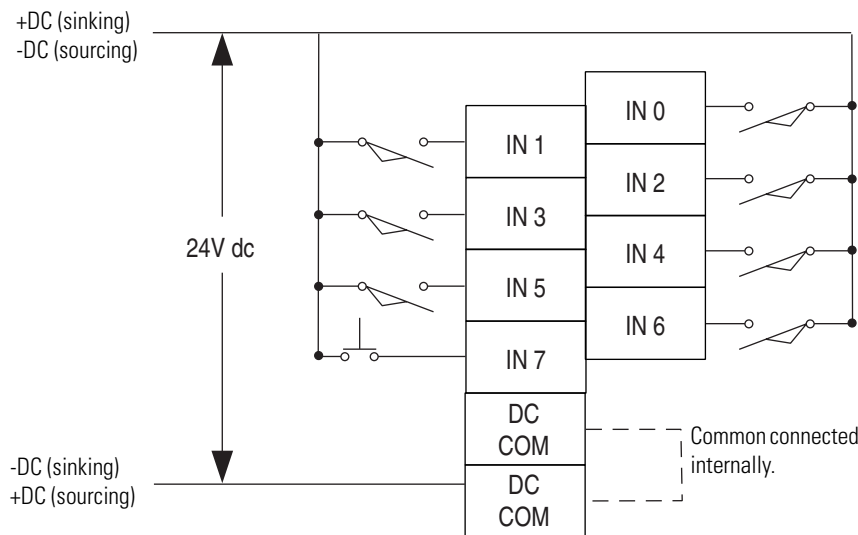 +DC (sinking)
-DC (sourcing)
IN 0
IN 1
IN 2
IN 3
24V dc
IN 4
IN 5
IN 6
IN 7
DC
COM
Common connected
internally.
-DC (sinking)
+DC (sourcing)
DC
COM